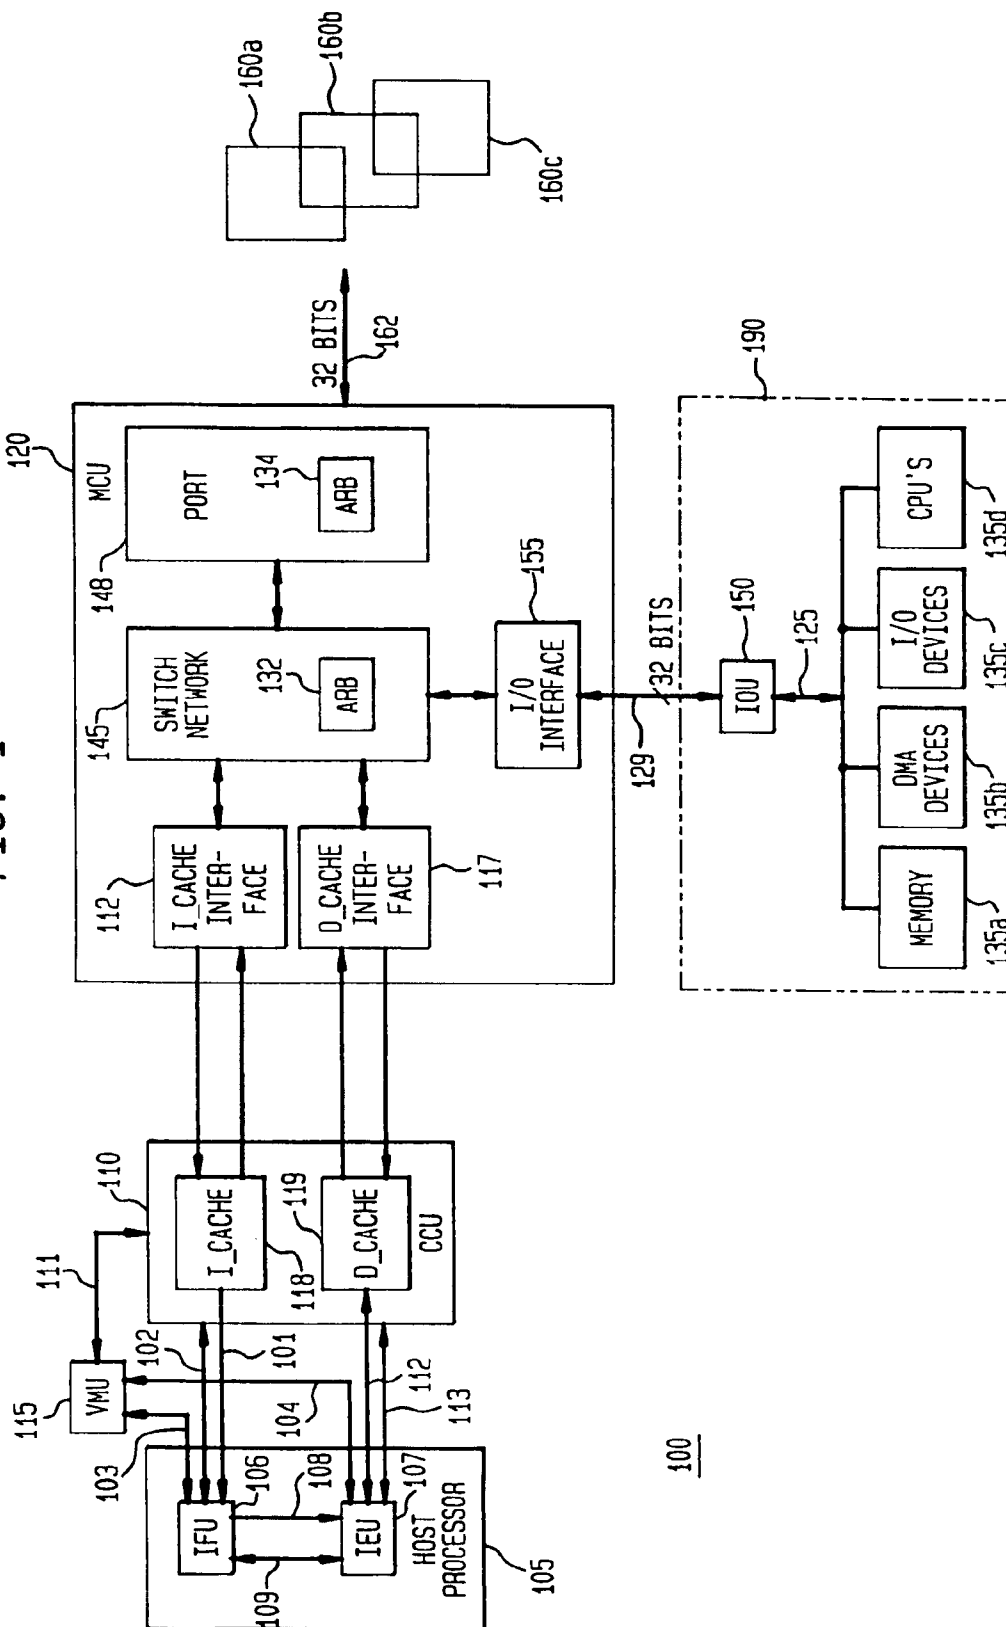 FIG. 1
115
VMU
111
110
103
102
101
104
IFU
106
109
108
IEU
107
HOST
PROCESSOR
105
I_CACHE
118
119
D_CACHE
CCU
112
113
120
MCU
112
I_CACHE
INTER-
FACE
D_CACHE
INTER-
FACE
117
145
SWITCH
NETWORK
132
ARB
148
PORT
134
ARB
I/O
INTERFACE
155
32 BITS
162
160a
160b
160c
129
32 BITS
190
IOU
150
125
MEMORY
135a
DMA
DEVICES
135b
I/O
DEVICES
135c
CPU'S
135d
100